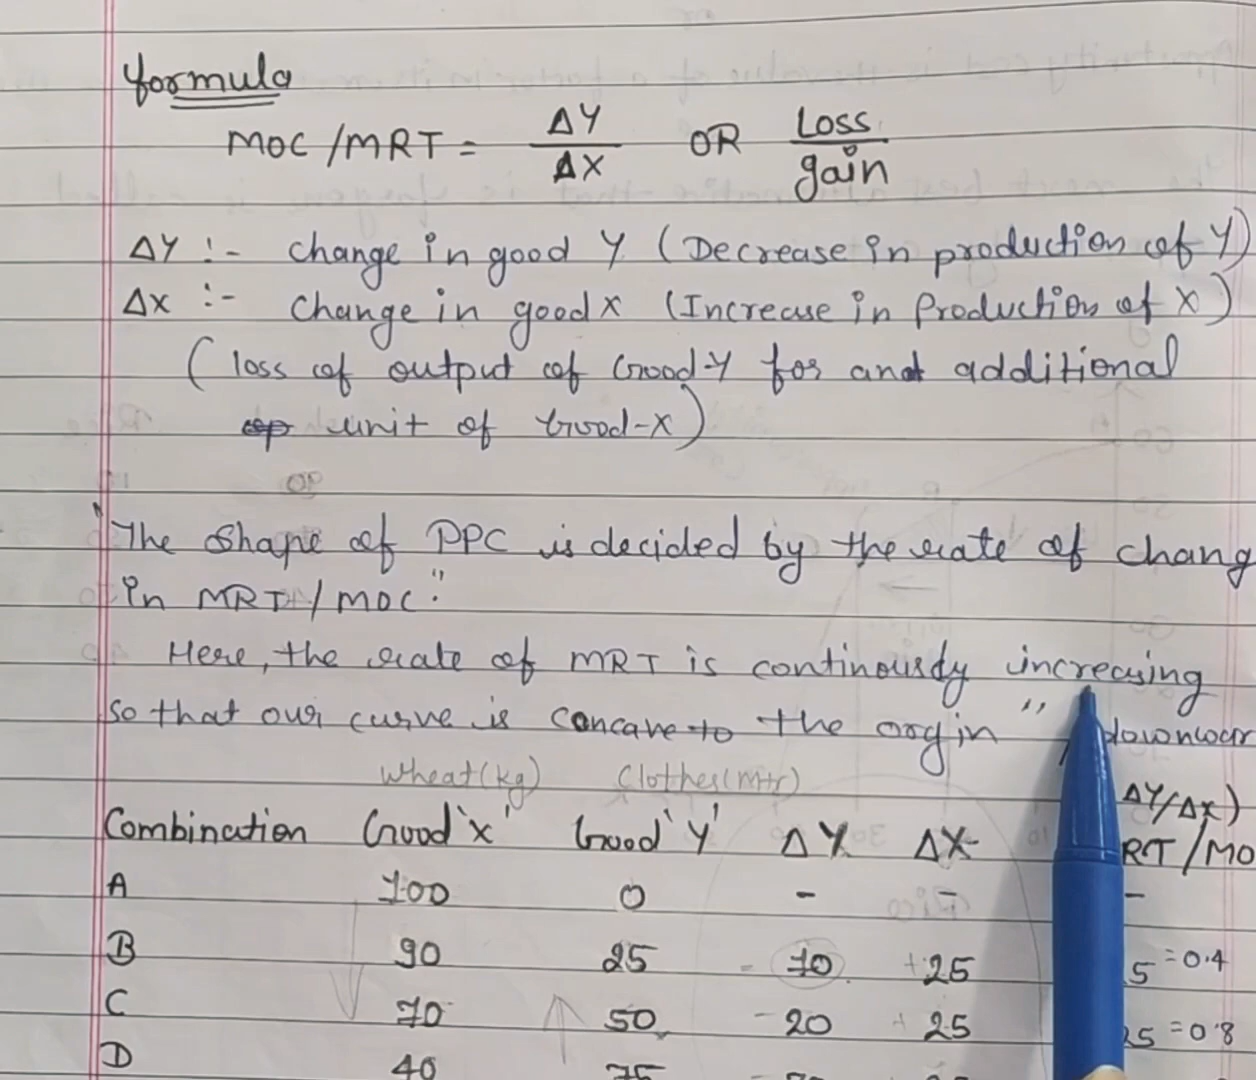 formula
MOC/MRT = ΔY/ΔX OR Loss/gain
ΔY :- change in good Y (Decrease in production of Y)
ΔX :- change in good X (Increase in Production of X)
(loss of output of Good-Y for and additional
unit of Good-X)
"The shape of PPC is decided by the rate of chang
in MRT/MOC."
Here, the rate of MRT is continously increasing
so that our curve is concave to the orgin" downwar
Wheat(kg) Clothes(mtr)
ΔY/ΔX)
Combination Good 'X' Good 'Y' ΔY ΔX RT/MO
A 100 0 - - -
B 90 25 - 10 +25 5 = 0.4
C 70 50 - 20 + 25 25 = 0.8
D 40 75